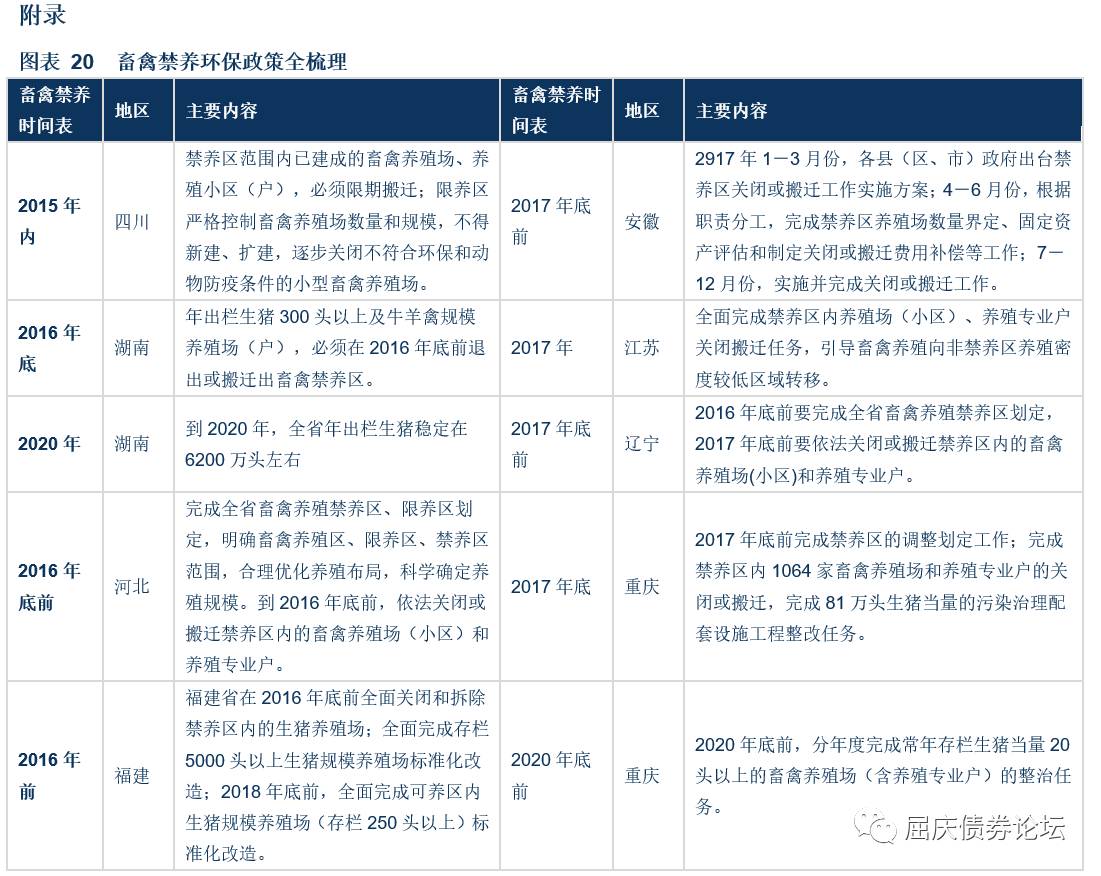 附录
图表 20 畜禽禁养环保政策全梳理
畜禽禁养
时间表
地区
主要内容
畜禽禁养时
间表
地区
主要内容
2015 年
内
四川
禁养区范围内已建成的畜禽养殖场、养
殖小区（户），必须限期搬迁；限养区
严格控制畜禽养殖场数量和规模，不得
新建、扩建，逐步关闭不符合环保和动
物防疫条件的小型畜禽养殖场。
2017 年底
前
安徽
2917 年 1－3 月份，各县（区、市）政府出台禁
养区关闭或搬迁工作实施方案；4－6 月份，根据
职责分工，完成禁养区养殖场数量界定、固定资
产评估和制定关闭或搬迁费用补偿等工作；7－
12 月份，实施并完成关闭或搬迁工作。
2016 年
底
湖南
年出栏生猪 300 头以上及牛羊禽规模
养殖场（户），必须在 2016 年底前退
出或搬迁出畜禽禁养区。
2017 年
江苏
全面完成禁养区内养殖场（小区）、养殖专业户
关闭搬迁任务，引导畜禽养殖向非禁养区养殖密
度较低区域转移。
2020 年
湖南
到 2020 年，全省年出栏生猪稳定在
6200 万头左右
2017 年底
前
辽宁
2016 年底前要完成全省畜禽养殖禁养区划定，
2017 年底前要依法关闭或搬迁禁养区内的畜禽
养殖场(小区)和养殖专业户。
2016 年
底前
河北
完成全省畜禽养殖禁养区、限养区划
定，明确畜禽养殖区、限养区、禁养区
范围，合理优化养殖布局，科学确定养
殖规模。到 2016 年底前，依法关闭或
搬迁禁养区内的畜禽养殖场（小区）和
养殖专业户。
2017 年底
重庆
2017 年底前完成禁养区的调整划定工作；完成
禁养区内 1064 家畜禽养殖场和养殖专业户的关
闭或搬迁，完成 81 万头生猪当量的污染治理配
套设施工程整改任务。
2016 年
前
福建
福建省在 2016 年底前全面关闭和拆除
禁养区内的生猪养殖场；全面完成存栏
5000 头以上生猪规模养殖场标准化改
造；2018 年底前，全面完成可养区内
生猪规模养殖场（存栏 250 头以上）标
准化改造。
2020 年底
前
重庆
2020 年底前，分年度完成常年存栏生猪当量 20
头以上的畜禽养殖场（含养殖专业户）的整治任
务。
屈庆债券论坛